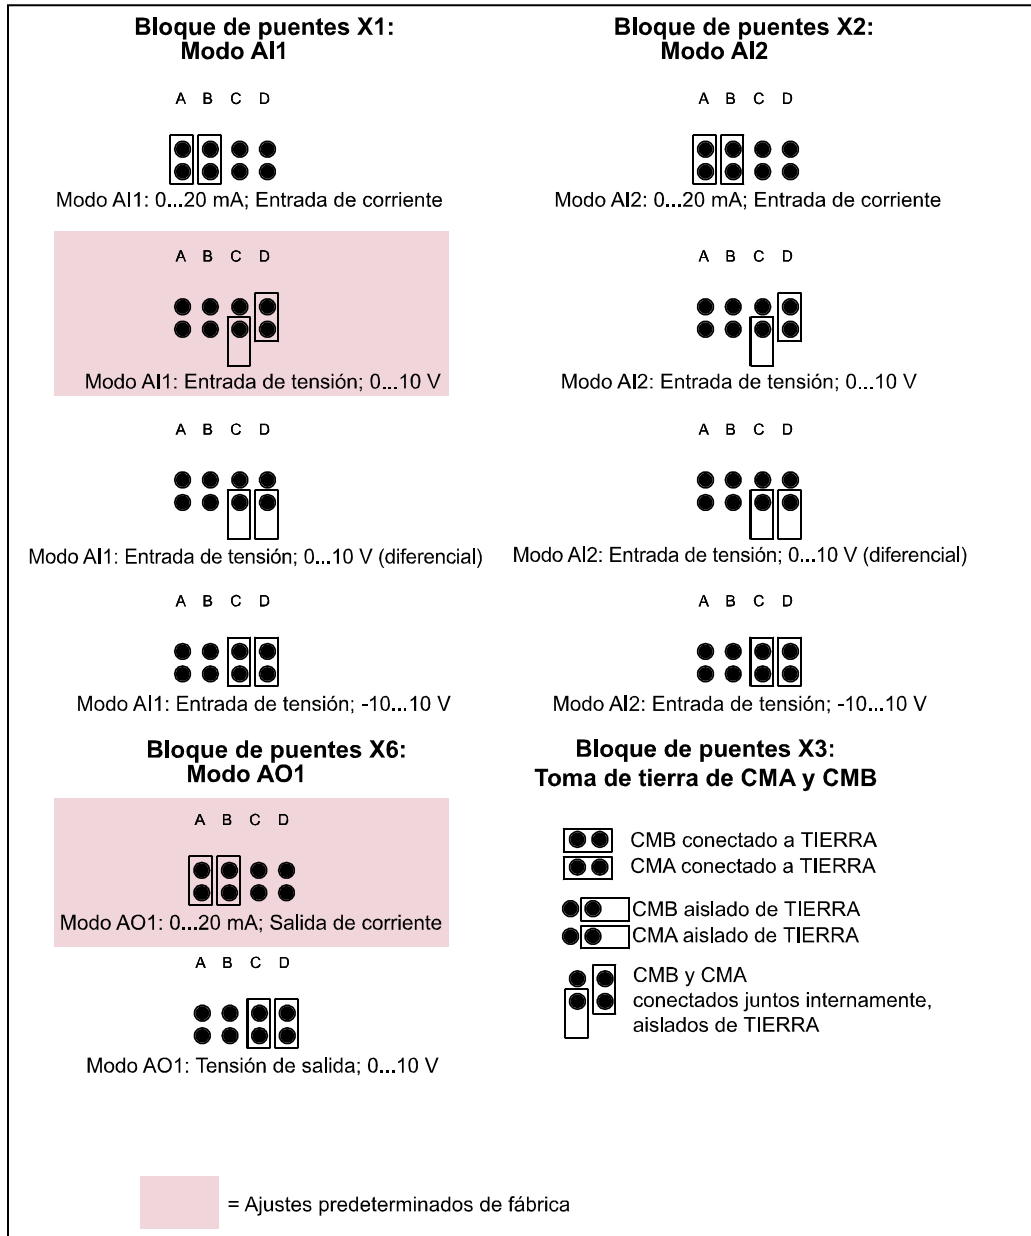 Bloque de puentes X1:
Modo AI1
A B C D
Modo AI1: 0...20 mA; Entrada de corriente
A B C D
Modo AI1: Entrada de tensión; 0...10 V
A B C D
Modo AI1: Entrada de tensión; 0...10 V (diferencial)
A B C D
Modo AI1: Entrada de tensión; -10...10 V
Bloque de puentes X2:
Modo AI2
A B C D
Modo AI2: 0...20 mA; Entrada de corriente
A B C D
Modo AI2: Entrada de tensión; 0...10 V
A B C D
Modo AI2: Entrada de tensión; 0...10 V (diferencial)
A B C D
Modo AI2: Entrada de tensión; -10...10 V
Bloque de puentes X6:
Modo AO1
A B C D
Modo AO1: 0...20 mA; Salida de corriente
A B C D
Modo AO1: Tensión de salida; 0...10 V
Bloque de puentes X3:
Toma de tierra de CMA y CMB
CMB conectado a TIERRA
CMA conectado a TIERRA
CMB aislado de TIERRA
CMA aislado de TIERRA
CMB y CMA
conectados juntos internamente,
aislados de TIERRA
= Ajustes predeterminados de fábrica